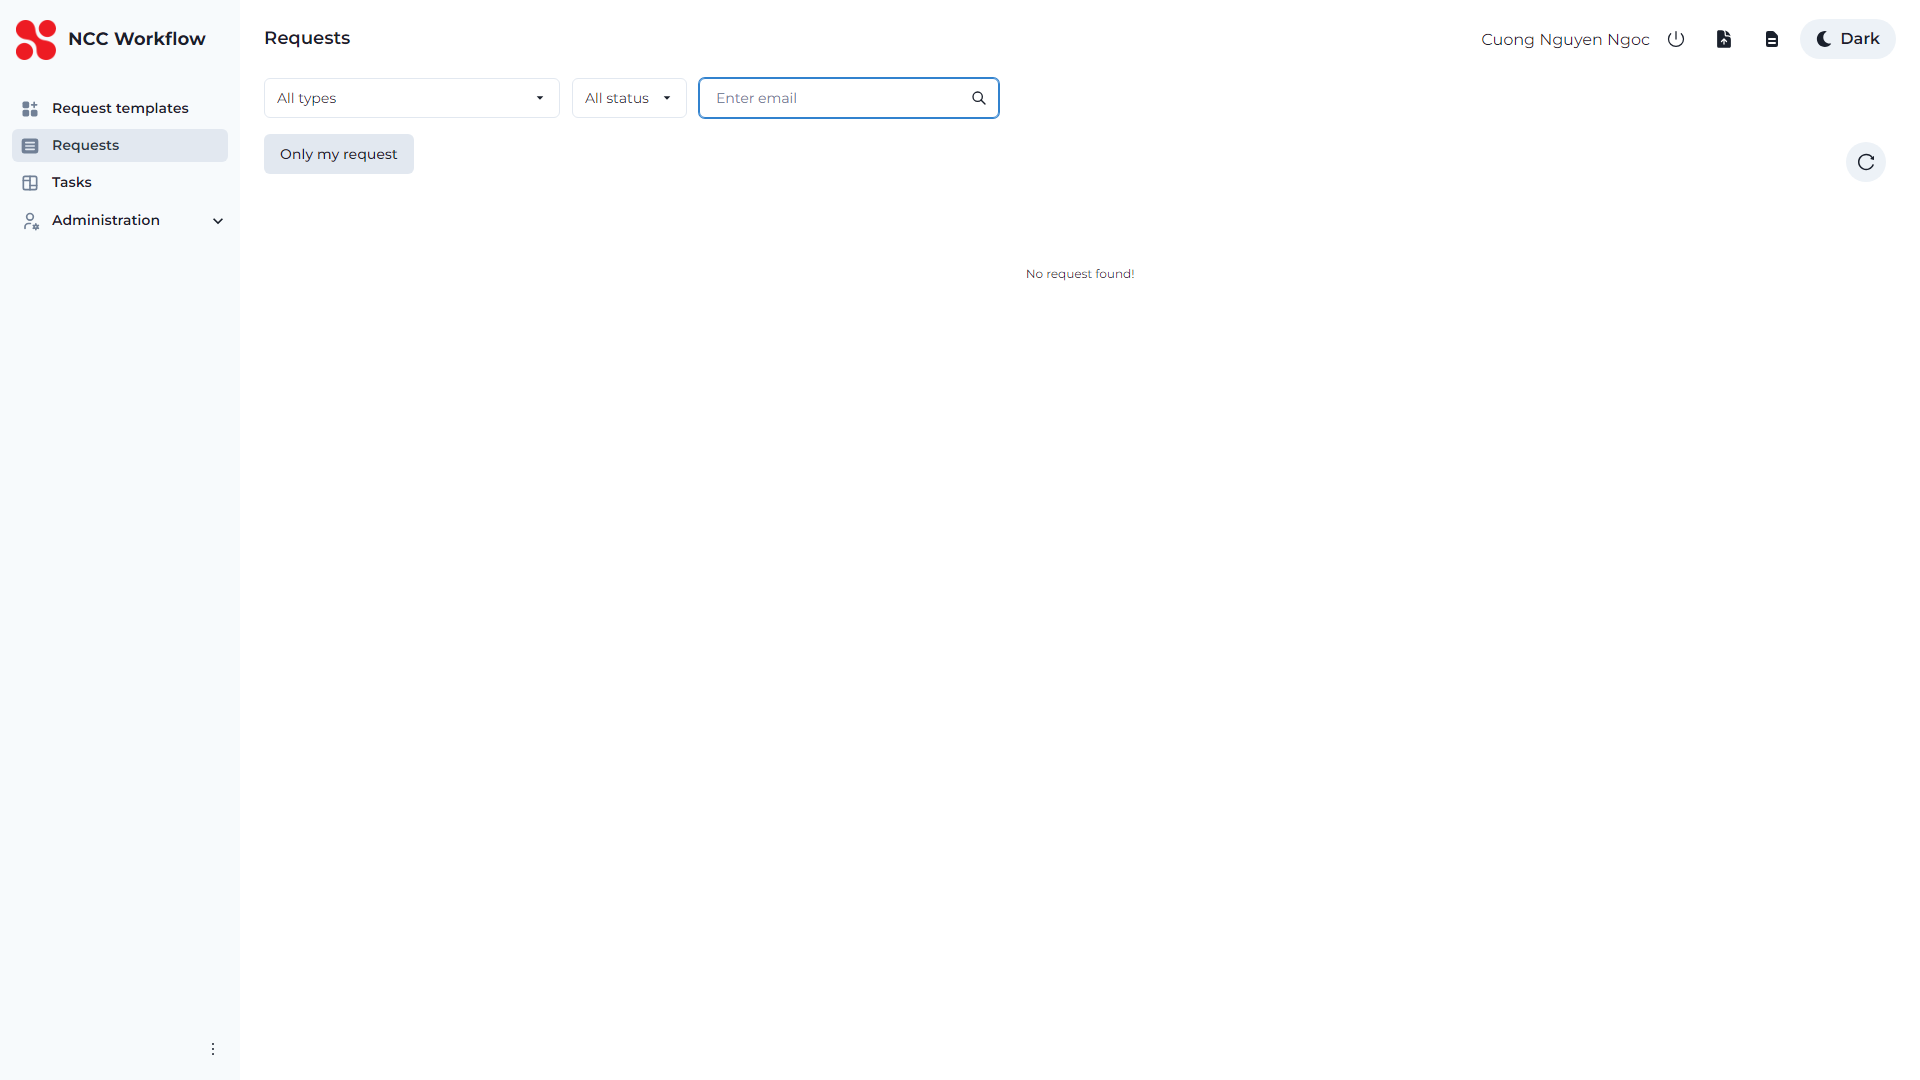 NCC Workflow
Request templates
Requests
Tasks
Administration
Requests
Cuong Nguyen Ngoc
Dark
All types
All status
Enter email
Only my request
No request found!